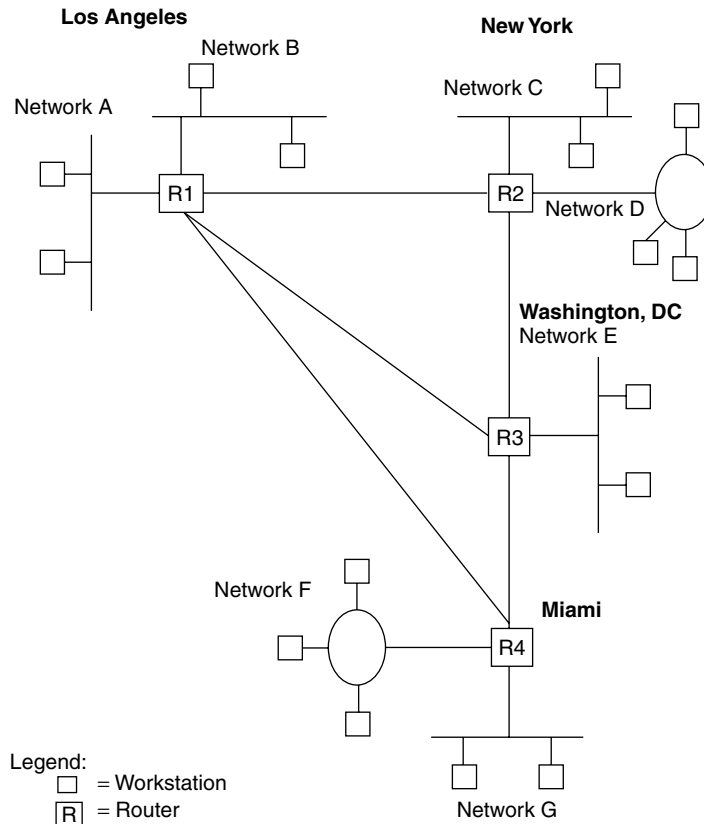 Los Angeles
New York
Network B
Network C
Network A
R1
R2
Network D
Washington, DC
Network E
R3
Network F
Miami
R4
Legend:
= Workstation
R = Router
Network G